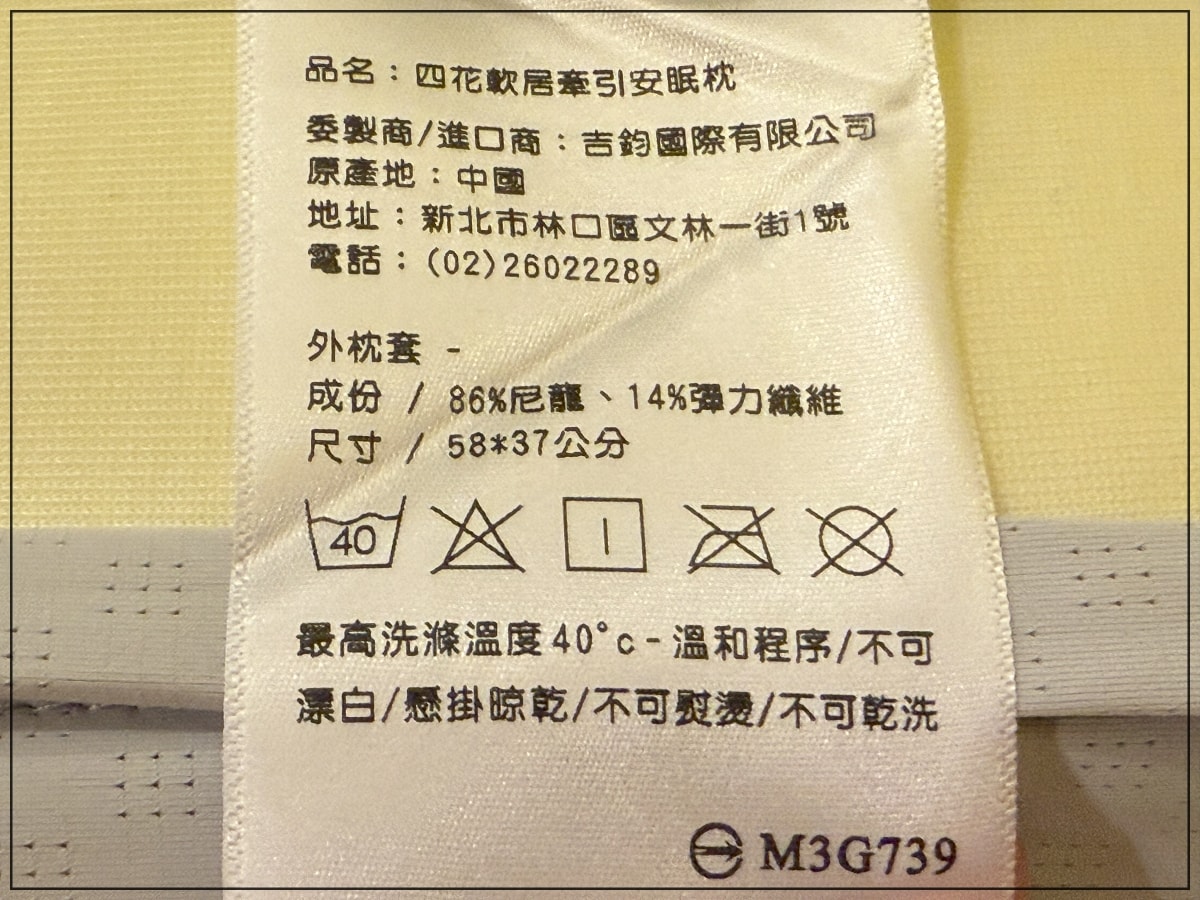 品名：四花軟居牽引安眠枕
委製商/進口商：吉鈞國際有限公司
原產地：中國
地址：新北市林口區文林一街1號
電話：(02)26022289
外枕套 -
成份 / 86%尼龍、14%彈力纖維
尺寸 / 58*37公分
40
最高洗滌溫度40°c-溫和程序/不可
漂白/懸掛晾乾/不可熨燙/不可乾洗
M3G739